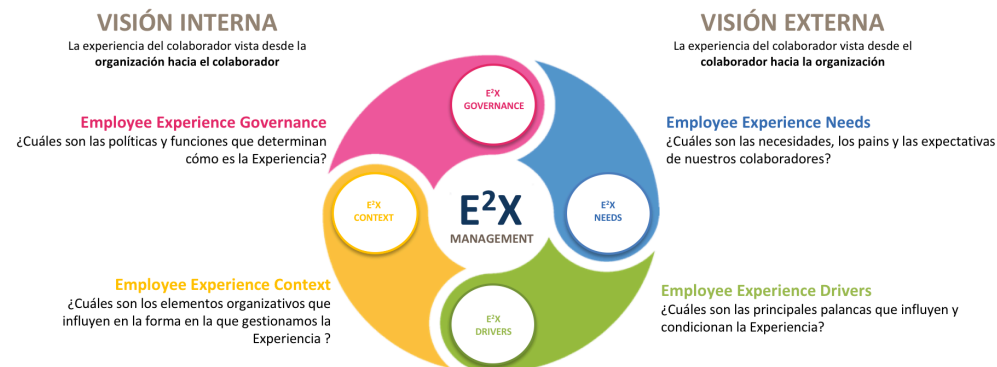 VISIÓN INTERNA
La experiencia del colaborador vista desde la
organización hacia el colaborador
VISIÓN EXTERNA
La experiencia del colaborador vista desde el
colaborador hacia la organización
Employee Experience Governance
¿Cuáles son las políticas y funciones que determinan
cómo es la Experiencia?
E²X
GOVERNANCE
Employee Experience Needs
¿Cuáles son las necesidades, los pains y las expectativas
de nuestros colaboradores?
E²X
CONTEXT
E²X
MANAGEMENT
E²X
NEEDS
Employee Experience Context
¿Cuáles son los elementos organizativos que
influyen en la forma en la que gestionamos la
Experiencia ?
E²X
DRIVERS
Employee Experience Drivers
¿Cuáles son las principales palancas que influyen y
condicionan la Experiencia?